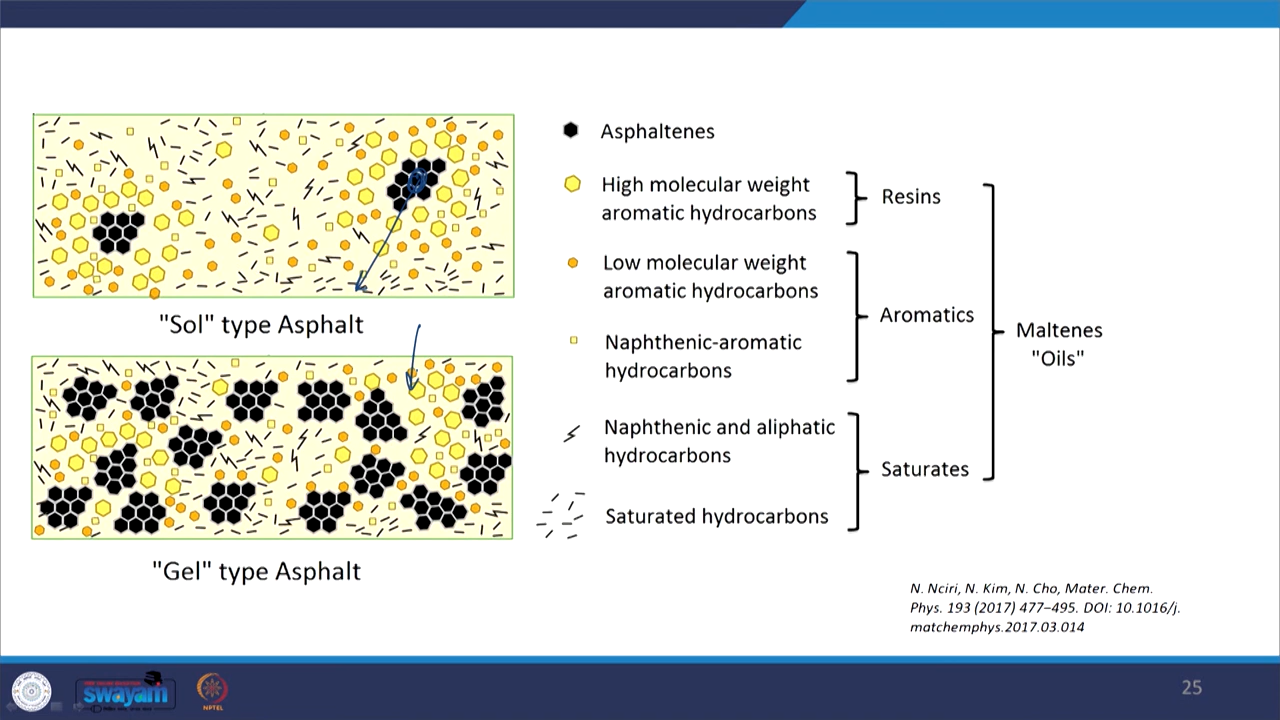 Asphaltenes
High molecular weight
aromatic hydrocarbons
Resins
Low molecular weight
aromatic hydrocarbons
Aromatics
Naphthenic-aromatic
hydrocarbons
Maltenes
"Oils"
Naphthenic and aliphatic
hydrocarbons
Saturates
Saturated hydrocarbons
"Sol" type Asphalt
"Gel" type Asphalt
N. Nciri, N. Kim, N. Cho, Mater. Chem.
Phys. 193 (2017) 477–495. DOI: 10.1016/j.
matchemphys.2017.03.014
swayam
NPTEL
25